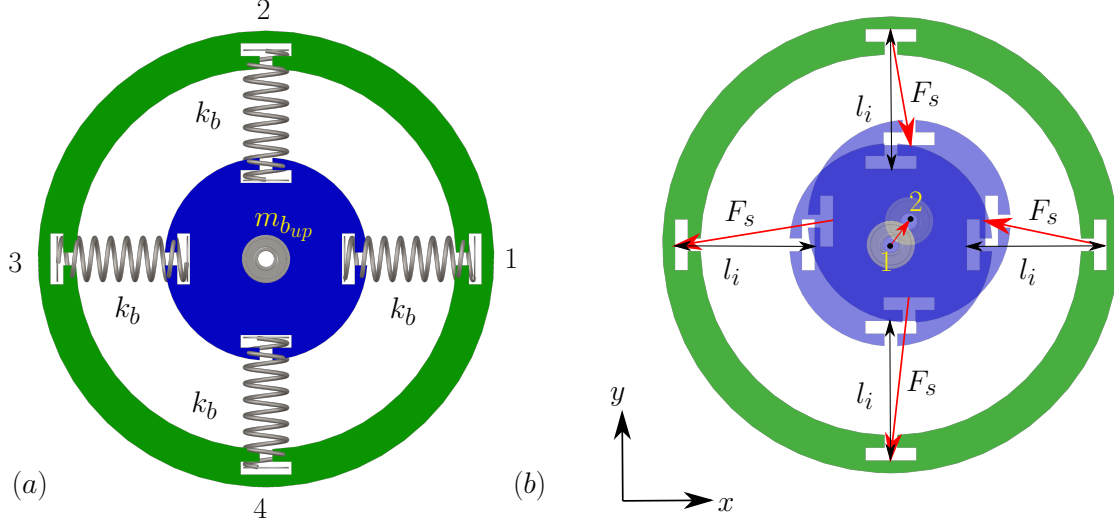 2
k_b
m_{b_{up}}
3
1
k_b
k_b
k_b
(a)
4
l_i
F_s
F_s
2
F_s
1
l_i
l_i
l_i
F_s
y
x
(b)